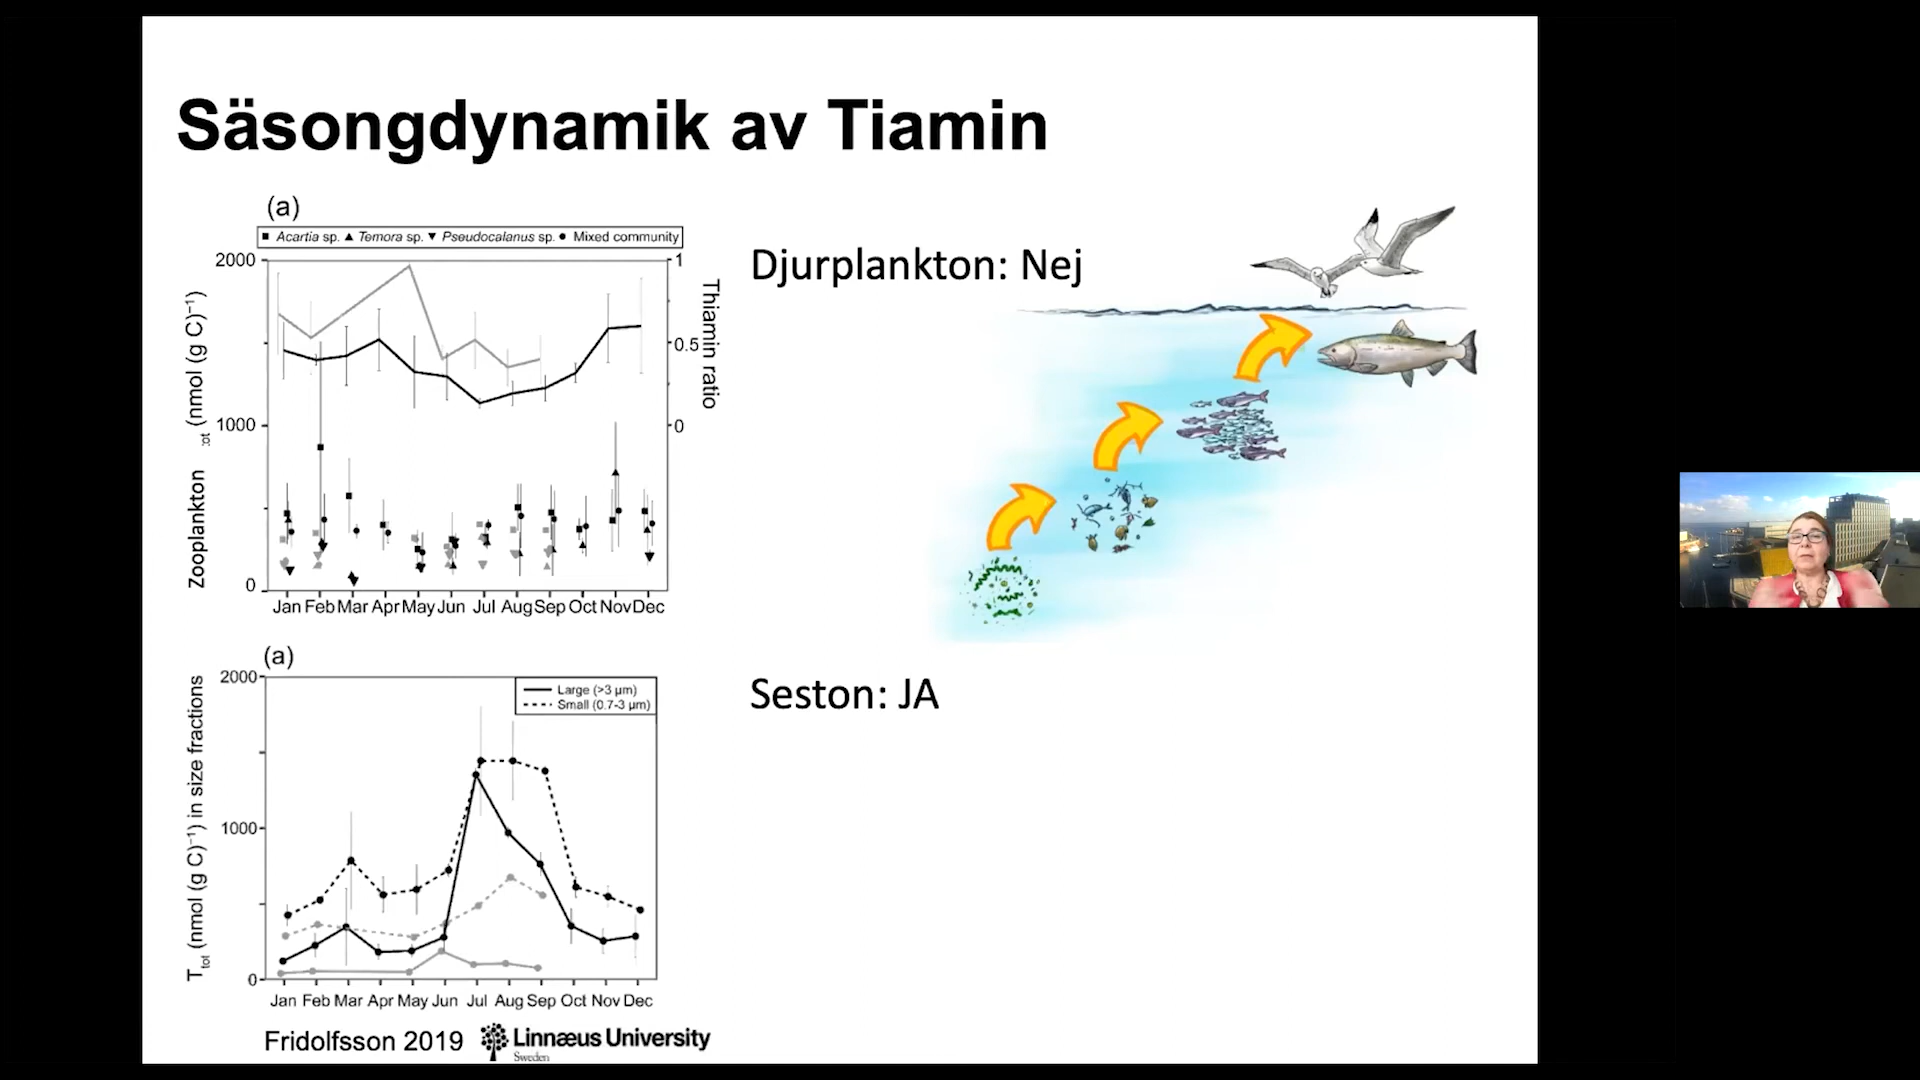 Säsongdynamik av Tiamin
(a)
Acartia sp. Temora sp. Pseudocalanus sp. Mixed community
2000
1000
0
Zooplankton :ot (nmol (g C)⁻¹)
1
0.5
0
Thiamin ratio
Jan Feb Mar Apr May Jun Jul Aug Sep Oct Nov Dec
Djurplankton: Nej
(a)
Large (>3 µm)
Small (0.7-3 µm)
2000
1000
0
Ttot (nmol (g C)⁻¹) in size fractions
Jan Feb Mar Apr May Jun Jul Aug Sep Oct Nov Dec
Seston: JA
Fridolfsson 2019
Linnæus University
Sweden